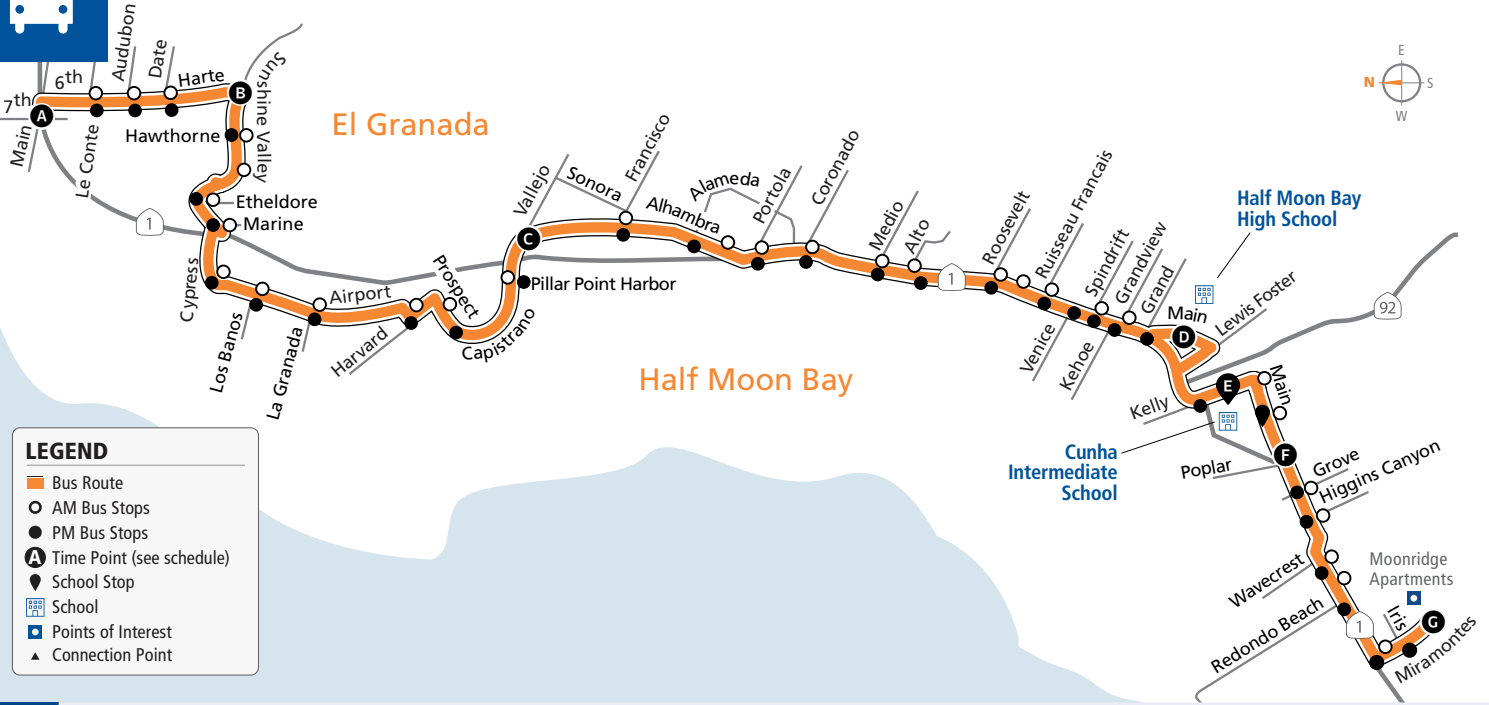 Audubon
Date
6th
Harte
7th
A
B
Main
Le Conte
Hawthorne
Sunshine Valley
Etheldore
Marine
1
Cypress
Los Banos
La Granada
Airport
Harvard
Prospect
Capistrano
Pillar Point Harbor
El Granada
C
Vallejo
Sonora
Francisco
Alhambra
Alameda
Portola
Coronado
Medio
Alto
1
Roosevelt
Ruisseau Francais
Spindrift
Grandview
Grand
Venice
Kehoe
Half Moon Bay
Half Moon Bay
High School
Main
D
Lewis Foster
92
Kelly
E
Main
Cunha
Intermediate
School
F
Poplar
Grove
Higgins Canyon
Wavecrest
Redondo Beach
Moonridge
Apartments
1
Iris
G
Miramontes
E
N
S
W
LEGEND
Bus Route
AM Bus Stops
PM Bus Stops
A Time Point (see schedule)
School Stop
School
Points of Interest
Connection Point